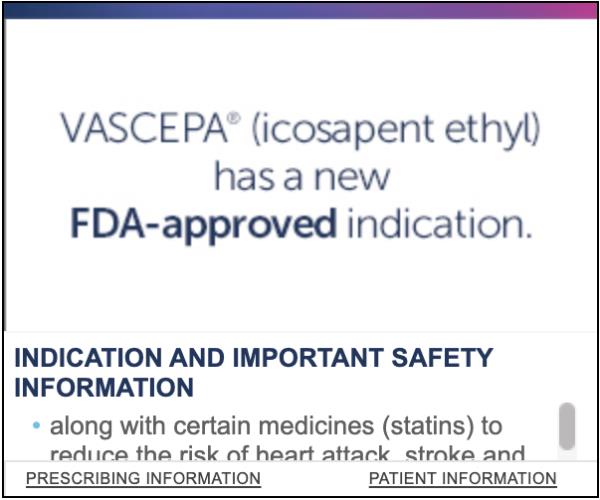 VASCEPA® (icosapent ethyl)
has a new
FDA-approved indication.
INDICATION AND IMPORTANT SAFETY
INFORMATION
• along with certain medicines (statins) to
reduce the risk of heart attack, stroke and
PRESCRIBING INFORMATION
PATIENT INFORMATION